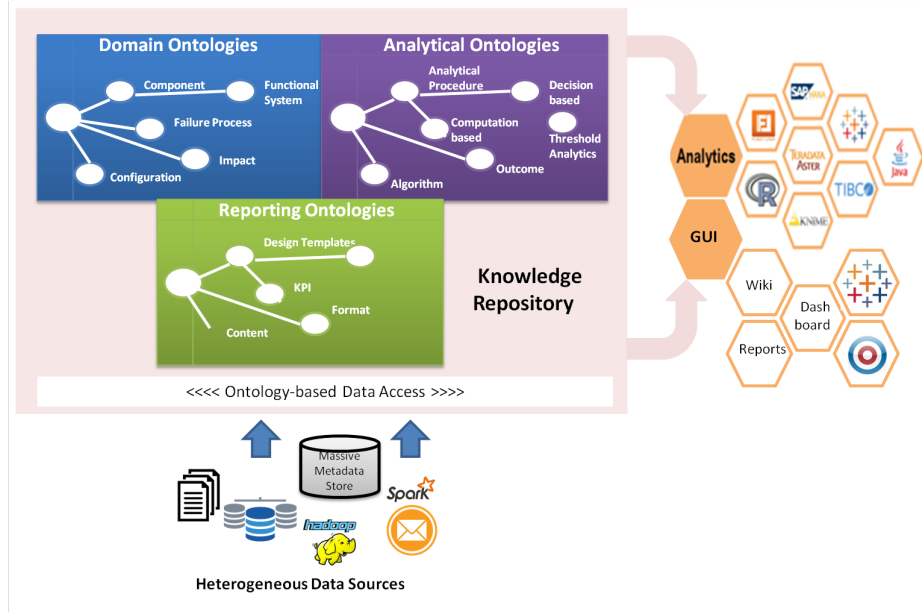 Domain Ontologies
Component
Functional
System
Failure Process
Impact
Configuration
Analytical Ontologies
Analytical
Procedure
Decision
based
Computation
based
Threshold
Analytics
Outcome
Algorithm
Reporting Ontologies
Design Templates
KPI
Format
Content
Knowledge
Repository
<<<< Ontology-based Data Access >>>>
Analytics
GUI
SAP HANA
TERADATA
ASTER
Java
R
TIBCO
KNIME
Wiki
Dash
board
Reports
Massive
Metadata
Store
Spark
hadoop
Heterogeneous Data Sources